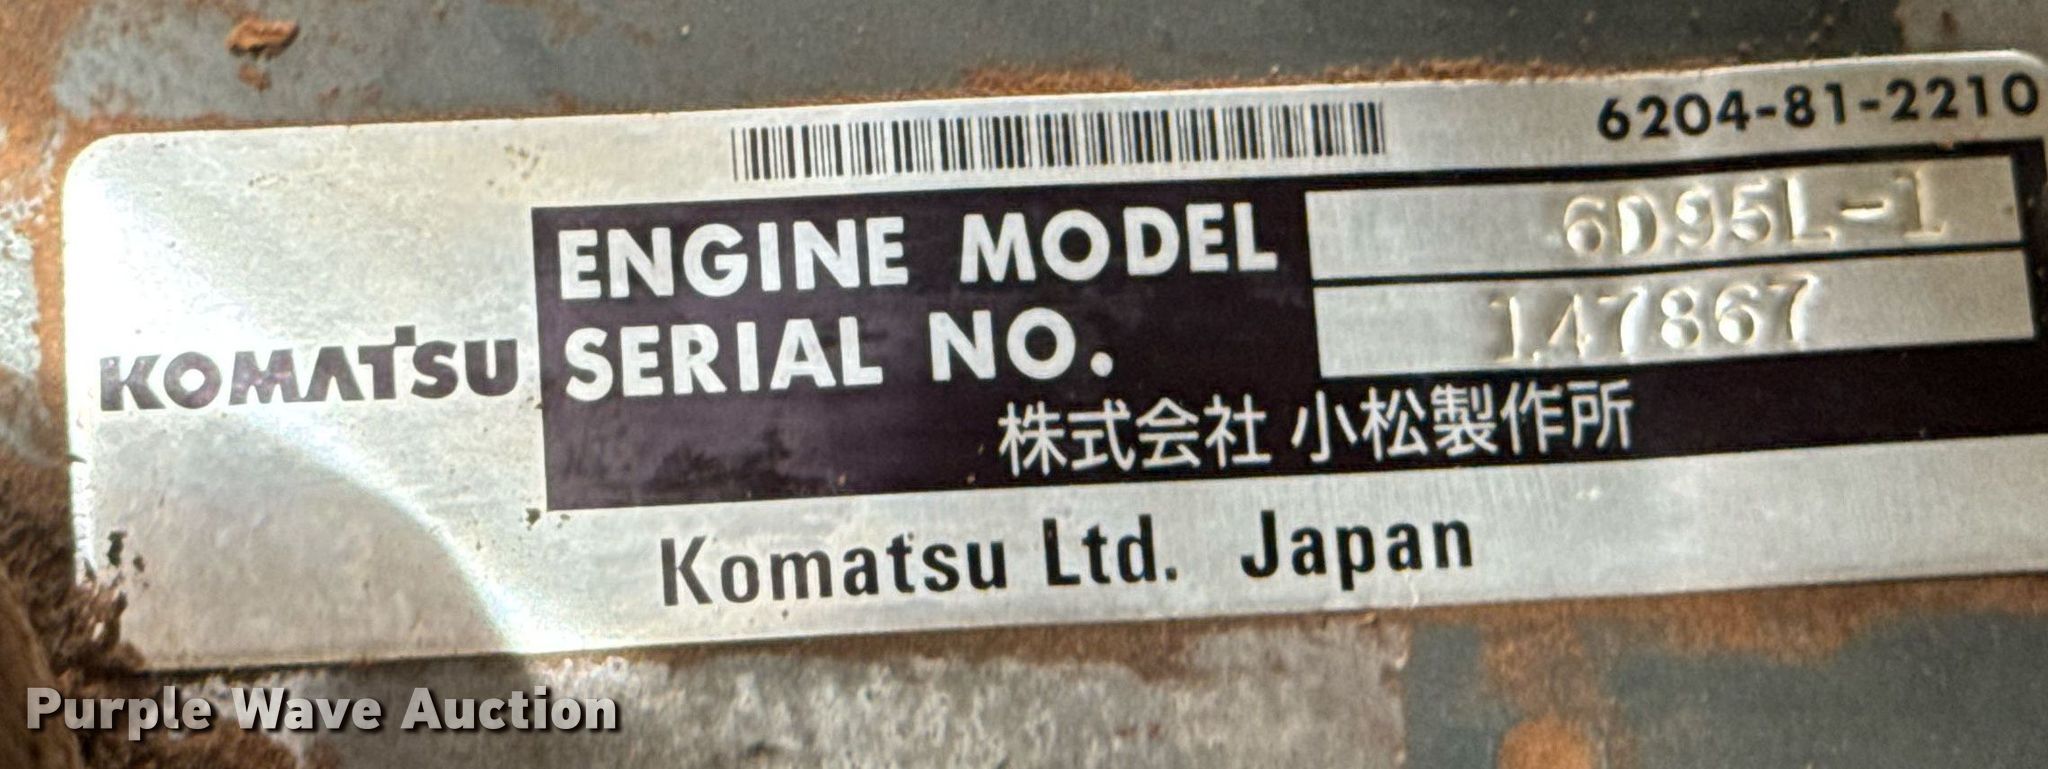 6204-81-2210
ENGINE MODEL 6D95L-1
KOMATSU
SERIAL NO. 147867
株式会社 小松製作所
Komatsu Ltd. Japan
Purple Wave Auction